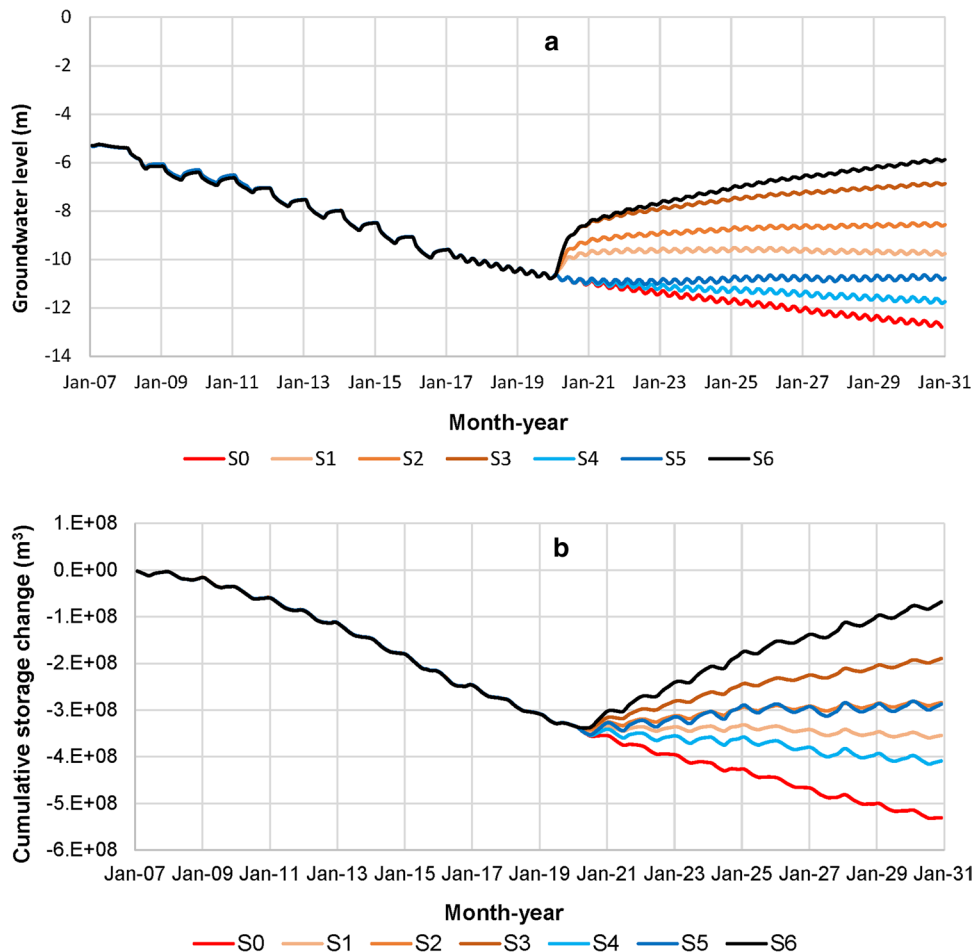 a
0
-2
-4
-6
-8
-10
-12
-14
Groundwater level (m)
Jan-07 Jan-09 Jan-11 Jan-13 Jan-15 Jan-17 Jan-19 Jan-21 Jan-23 Jan-25 Jan-27 Jan-29 Jan-31
Month-year
S0 S1 S2 S3 S4 S5 S6
b
1.E+08
0.E+00
-1.E+08
-2.E+08
-3.E+08
-4.E+08
-5.E+08
-6.E+08
Cumulative storage change (m³)
Jan-07 Jan-09 Jan-11 Jan-13 Jan-15 Jan-17 Jan-19 Jan-21 Jan-23 Jan-25 Jan-27 Jan-29 Jan-31
Month-year
S0 S1 S2 S3 S4 S5 S6